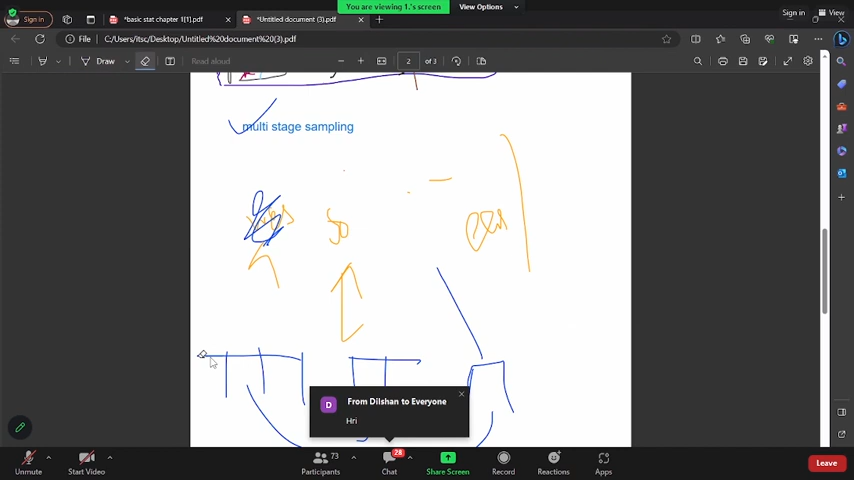 You are viewing 1.'s screen
View Options
Sign in
*basic stat chapter 1[1].pdf
*Untitled document (3).pdf
Sign in
View
File
C:/Users/itsc/Desktop/Untitled%20document%20(3).pdf
Draw
Read aloud
2
of 3
multi stage sampling
50
From Dilshan to Everyone
D
Hri
28
73
Unmute
Start Video
Participants
Chat
Share Screen
Record
Reactions
Apps
Leave